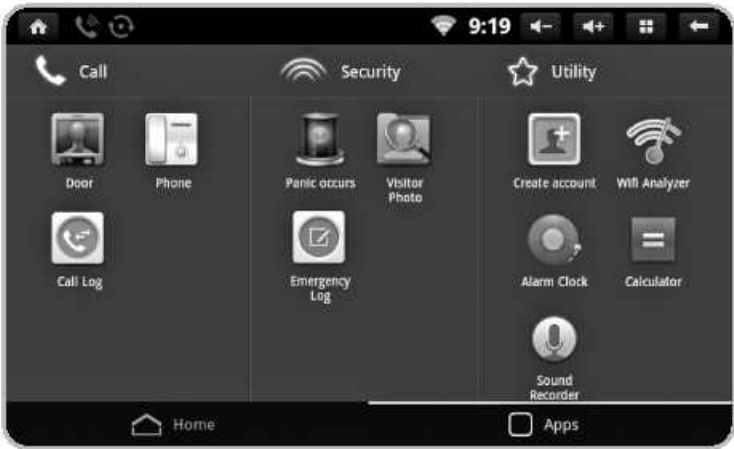 9:19
Call
Security
Utility
Door
Phone
Panic occurs
Visitor
Photo
Create account
Wifi Analyzer
Call Log
Emergency
Log
Alarm Clock
Calculator
Sound
Recorder
Home
Apps